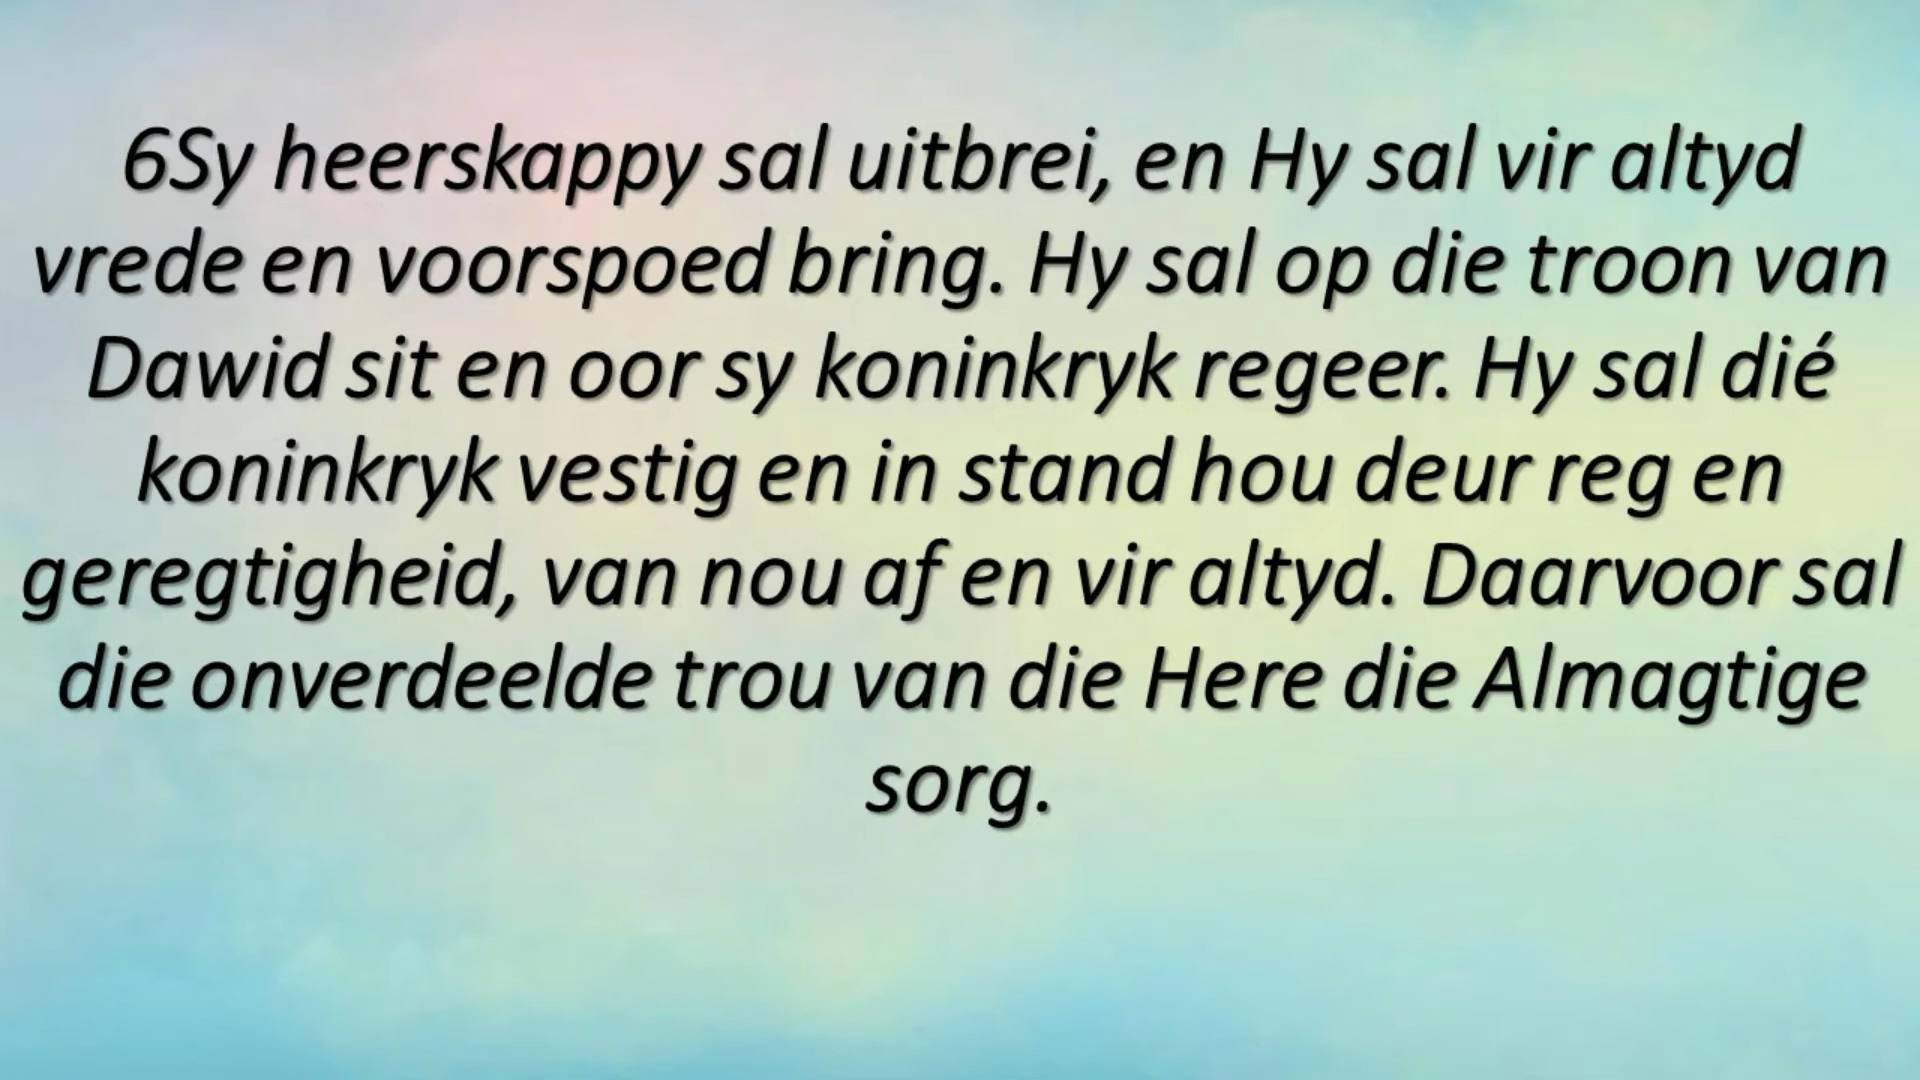 6Sy heerskappy sal uitbrei, en Hy sal vir altyd
vrede en voorspoed bring. Hy sal op die troon van
Dawid sit en oor sy koninkryk regeer. Hy sal dié
koninkryk vestig en in stand hou deur reg en
geregtigheid, van nou af en vir altyd. Daarvoor sal
die onverdeelde trou van die Here die Almagtige
sorg.